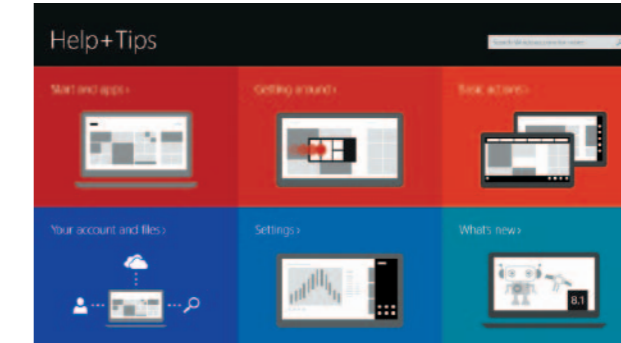 Help+Tips
Start and apps›
Getting around›
Basic actions›
Your account and files›
Settings›
What's new›
8.1